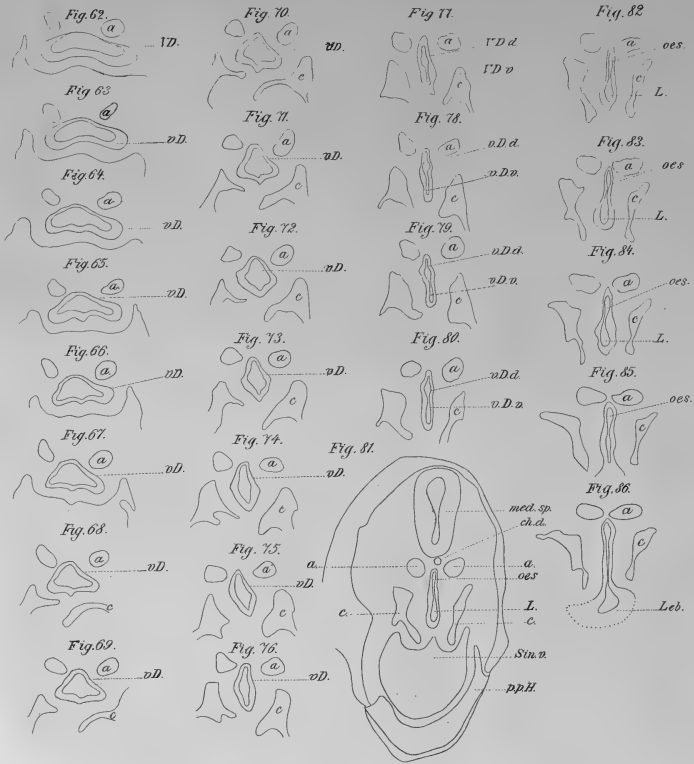 Fig. 62.
a
VD.
Fig 63
a
vD.
Fig. 64.
a
vD.
Fig. 65.
a
vD.
Fig. 66.
a
vD.
Fig. 67.
a
vD.
Fig. 68.
a
vD.
c
Fig. 69.
a
vD.
c
Fig. 70.
a
vD.
c
Fig. 71.
a
vD.
c
Fig. 72.
a
vD.
c
Fig. 73.
a
vD.
c
Fig. 74.
a
vD.
c
Fig. 75.
a
vD.
c
Fig. 76.
a
vD.
c
Fig. 77.
a
VD.d.
VD.v.
c
Fig. 78.
a
v.D.d.
v.D.v.
c
Fig. 79.
a
v.D.d.
v.D.v.
c
Fig. 80.
a
v.D.d.
v.D.v.
c
Fig. 81.
med.sp.
ch.d.
a.
a.
oes
c.
L.
c.
Sin.v.
p.p.H.
Fig. 82
a
oes.
c
L.
Fig. 83.
a
oes
c
L.
Fig. 84.
a
oes.
c
L.
Fig. 85.
a
oes.
c
Fig. 86.
a
c
Leb.